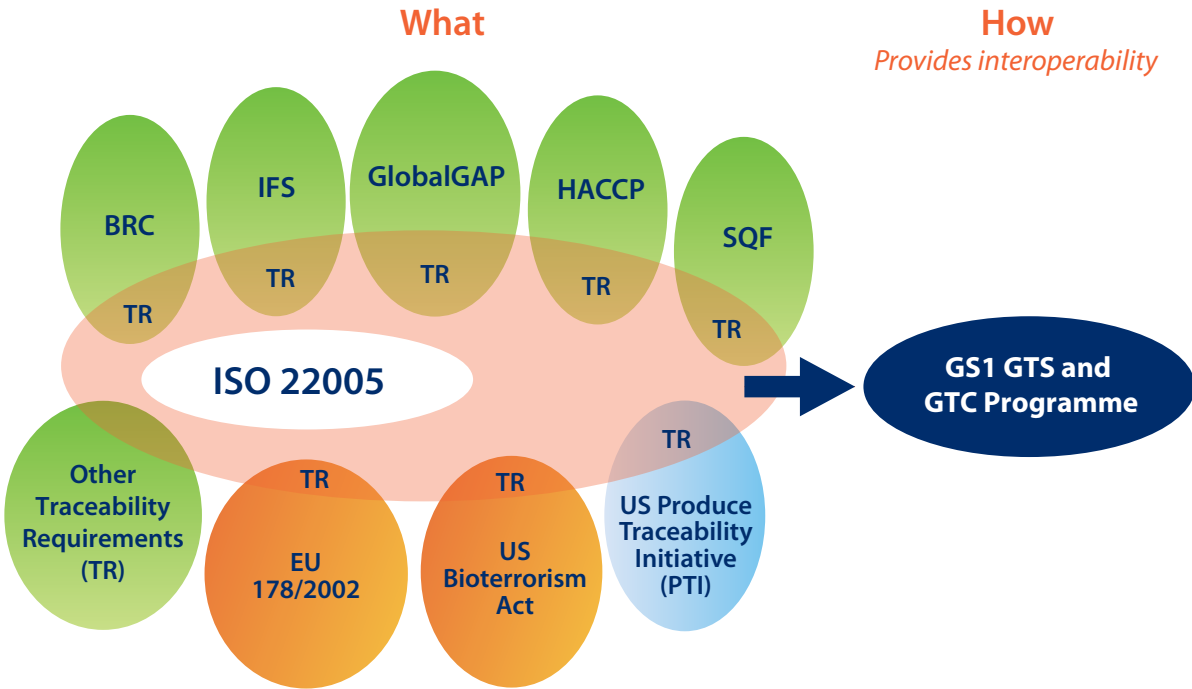 What
How
Provides interoperability
BRC
TR
IFS
TR
GlobalGAP
TR
HACCP
TR
SQF
TR
ISO 22005
GS1 GTS and
GTC Programme
Other
Traceability
Requirements
(TR)
TR
EU
178/2002
TR
US
Bioterrorism
Act
TR
US Produce
Traceability
Initiative
(PTI)